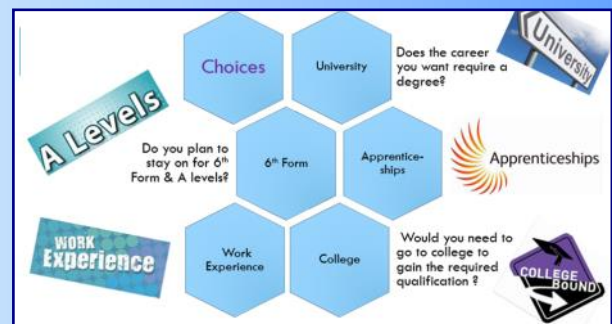 Choices
University
Does the career
you want require a
degree?
University
A Levels
Do you plan to
stay on for 6th
Form & A levels?
6th Form
Apprentice-
ships
Apprenticeships
WORK
Experience
Work
Experience
College
Would you need to
go to college to
gain the required
qualification ?
COLLEGE
BOUND